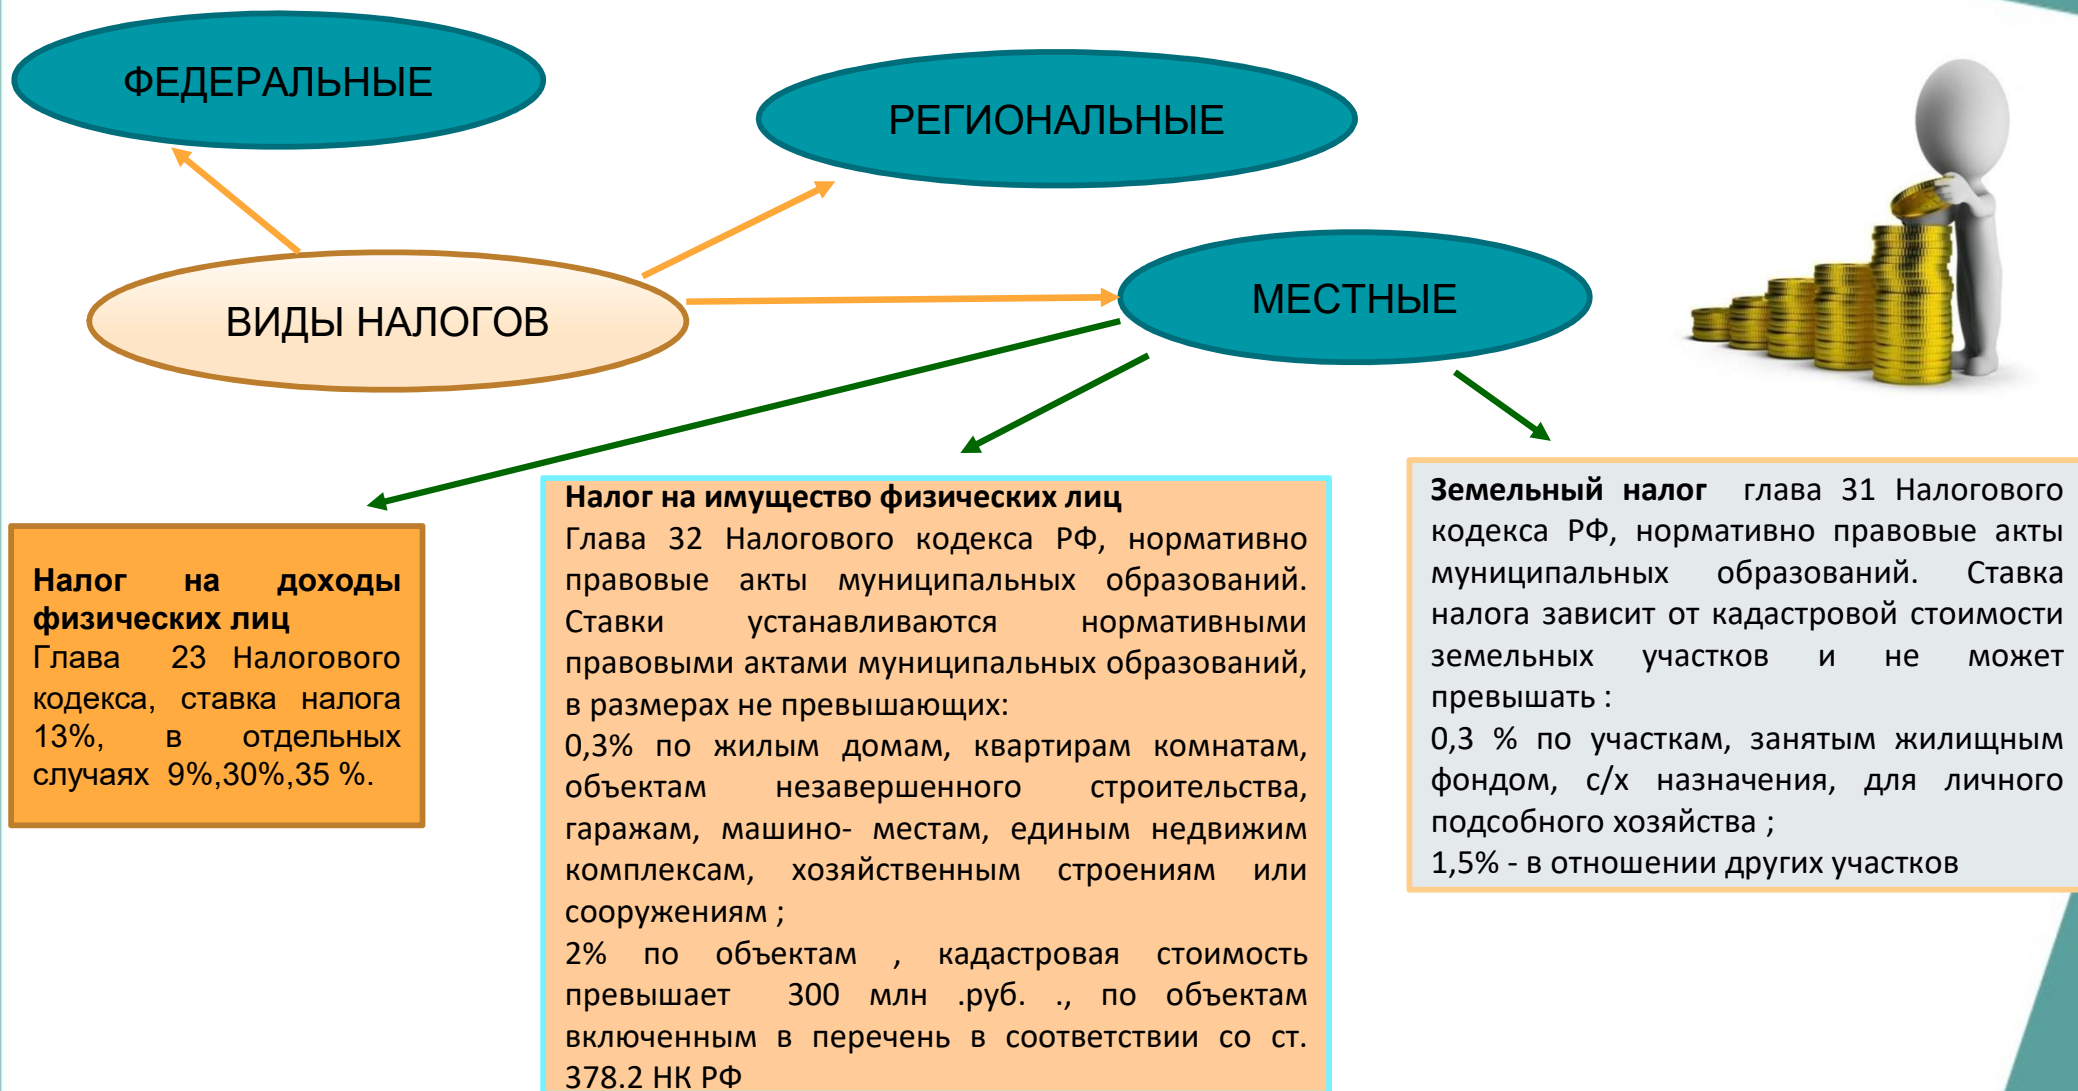 ФЕДЕРАЛЬНЫЕ
РЕГИОНАЛЬНЫЕ
ВИДЫ НАЛОГОВ
МЕСТНЫЕ
Налог на доходы
физических лиц
Глава 23 Налогового
кодекса, ставка налога
13%, в отдельных
случаях 9%,30%,35 %.
Налог на имущество физических лиц
Глава 32 Налогового кодекса РФ, нормативно
правовые акты муниципальных образований.
Ставки устанавливаются нормативными
правовыми актами муниципальных образований,
в размерах не превышающих:
0,3% по жилым домам, квартирам комнатам,
объектам незавершенного строительства,
гаражам, машино- местам, единым недвижим
комплексам, хозяйственным строениям или
сооружениям ;
2% по объектам , кадастровая стоимость
превышает 300 млн .руб. ., по объектам
включенным в перечень в соответствии со ст.
378.2 НК РФ
Земельный налог глава 31 Налогового
кодекса РФ, нормативно правовые акты
муниципальных образований. Ставка
налога зависит от кадастровой стоимости
земельных участков и не может
превышать :
0,3 % по участкам, занятым жилищным
фондом, с/х назначения, для личного
подсобного хозяйства ;
1,5% - в отношении других участков